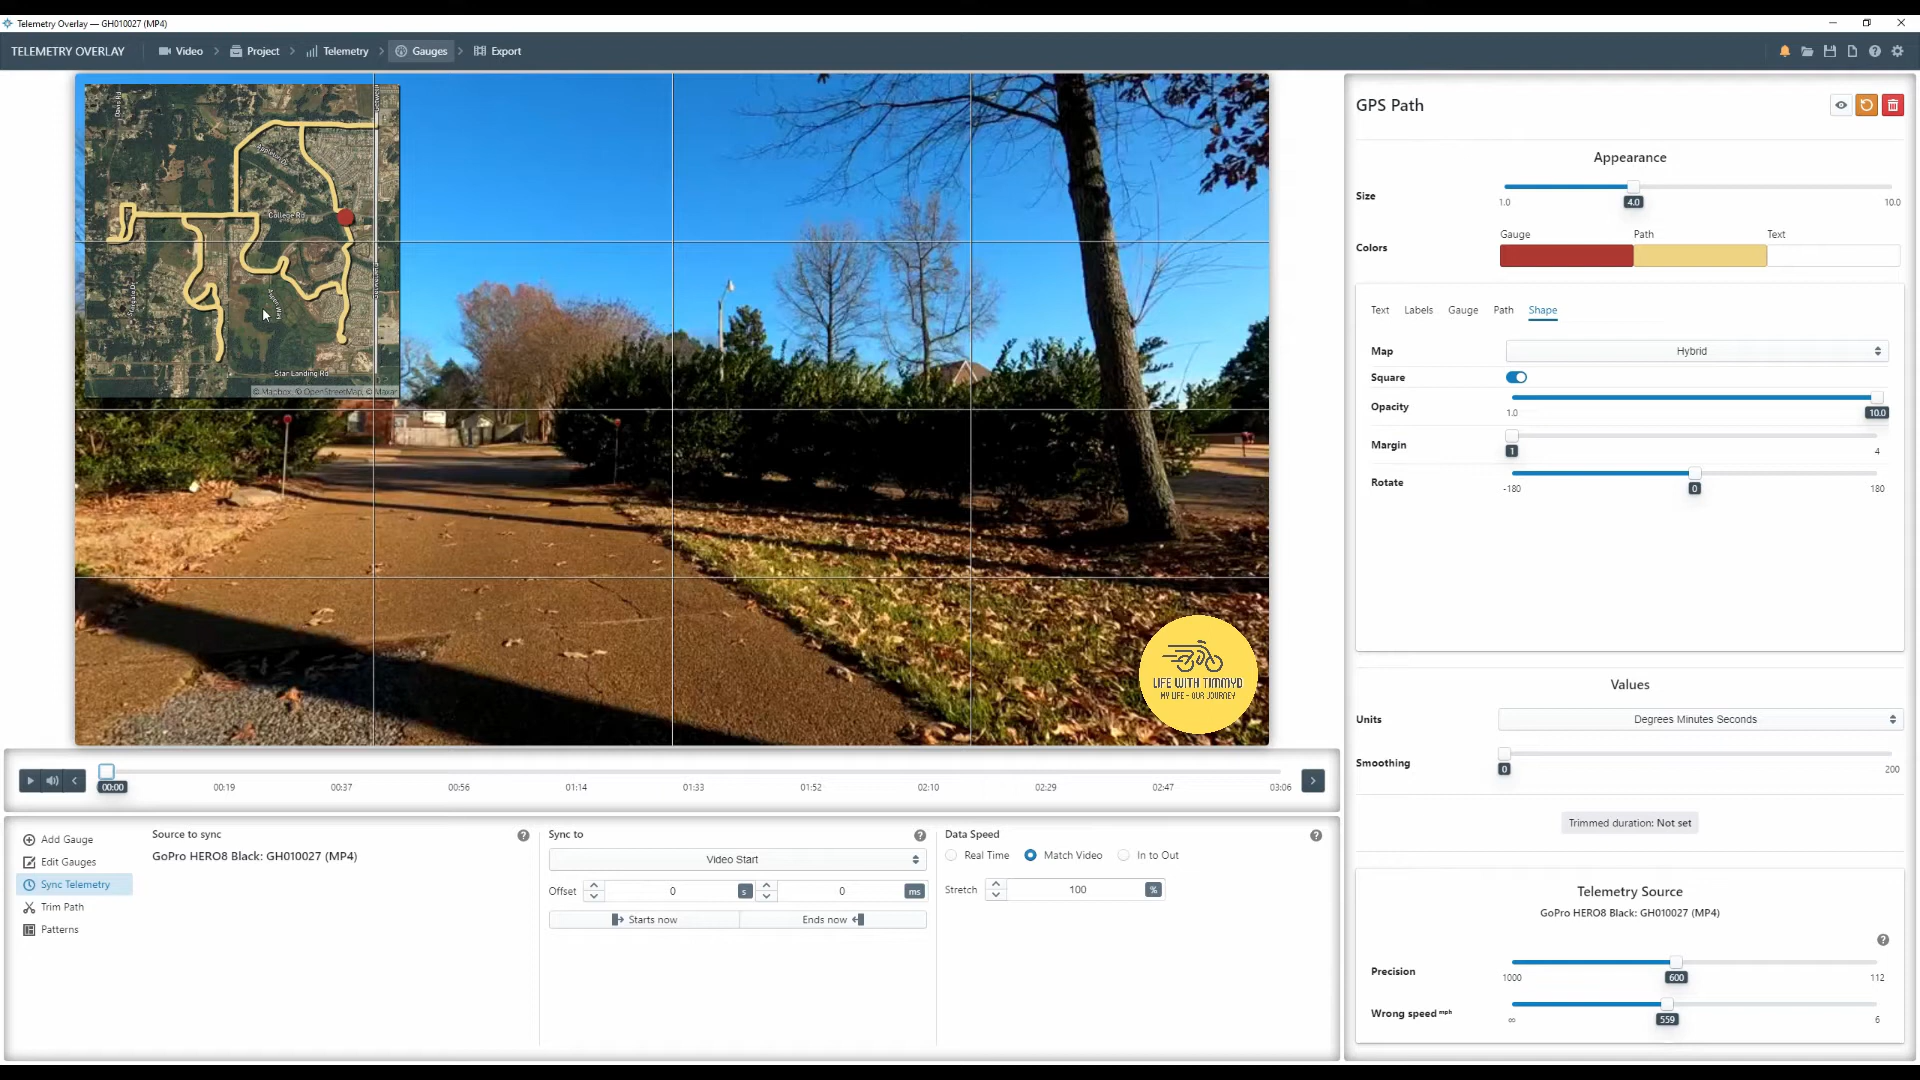 Telemetry Overlay — GH010027 (MP4)
TELEMETRY OVERLAY
Video
Project
Telemetry
Gauges
Export
Davis Rd
Appleton Dr
College Rd
Star Landing Rd
© Mapbox, © OpenStreetMap, © Maxar
LIFE WITH TIMMYD
MY LIFE - OUR JOURNEY
00:00
00:19
00:37
00:56
01:14
01:33
01:52
02:10
02:29
02:47
03:06
Add Gauge
Edit Gauges
Sync Telemetry
Trim Path
Patterns
Source to sync
GoPro HERO8 Black: GH010027 (MP4)
Sync to
Video Start
Offset 0 s 0 ms
Starts now
Ends now
Data Speed
Real Time Match Video In to Out
Stretch 100 %
GPS Path
Appearance
Size
1.0 4.0 10.0
Gauge Path Text
Colors
Text Labels Gauge Path Shape
Map Hybrid
Square
Opacity
1.0 10.0
Margin
1 4
Rotate
-180 0 180
Values
Units Degrees Minutes Seconds
Smoothing
0 200
Trimmed duration: Not set
Telemetry Source
GoPro HERO8 Black: GH010027 (MP4)
Precision
1000 600 112
Wrong speed mph
∞ 559 6